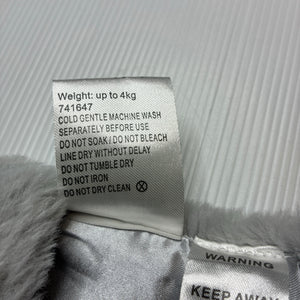 Weight: up to 4kg
741647
COLD GENTLE MACHINE WASH
SEPARATELY BEFORE USE
DO NOT SOAK / DO NOT BLEACH
LINE DRY WITHOUT DELAY
DO NOT TUMBLE DRY
DO NOT IRON
DO NOT DRY CLEAN
WARNING
KEEP AWAY